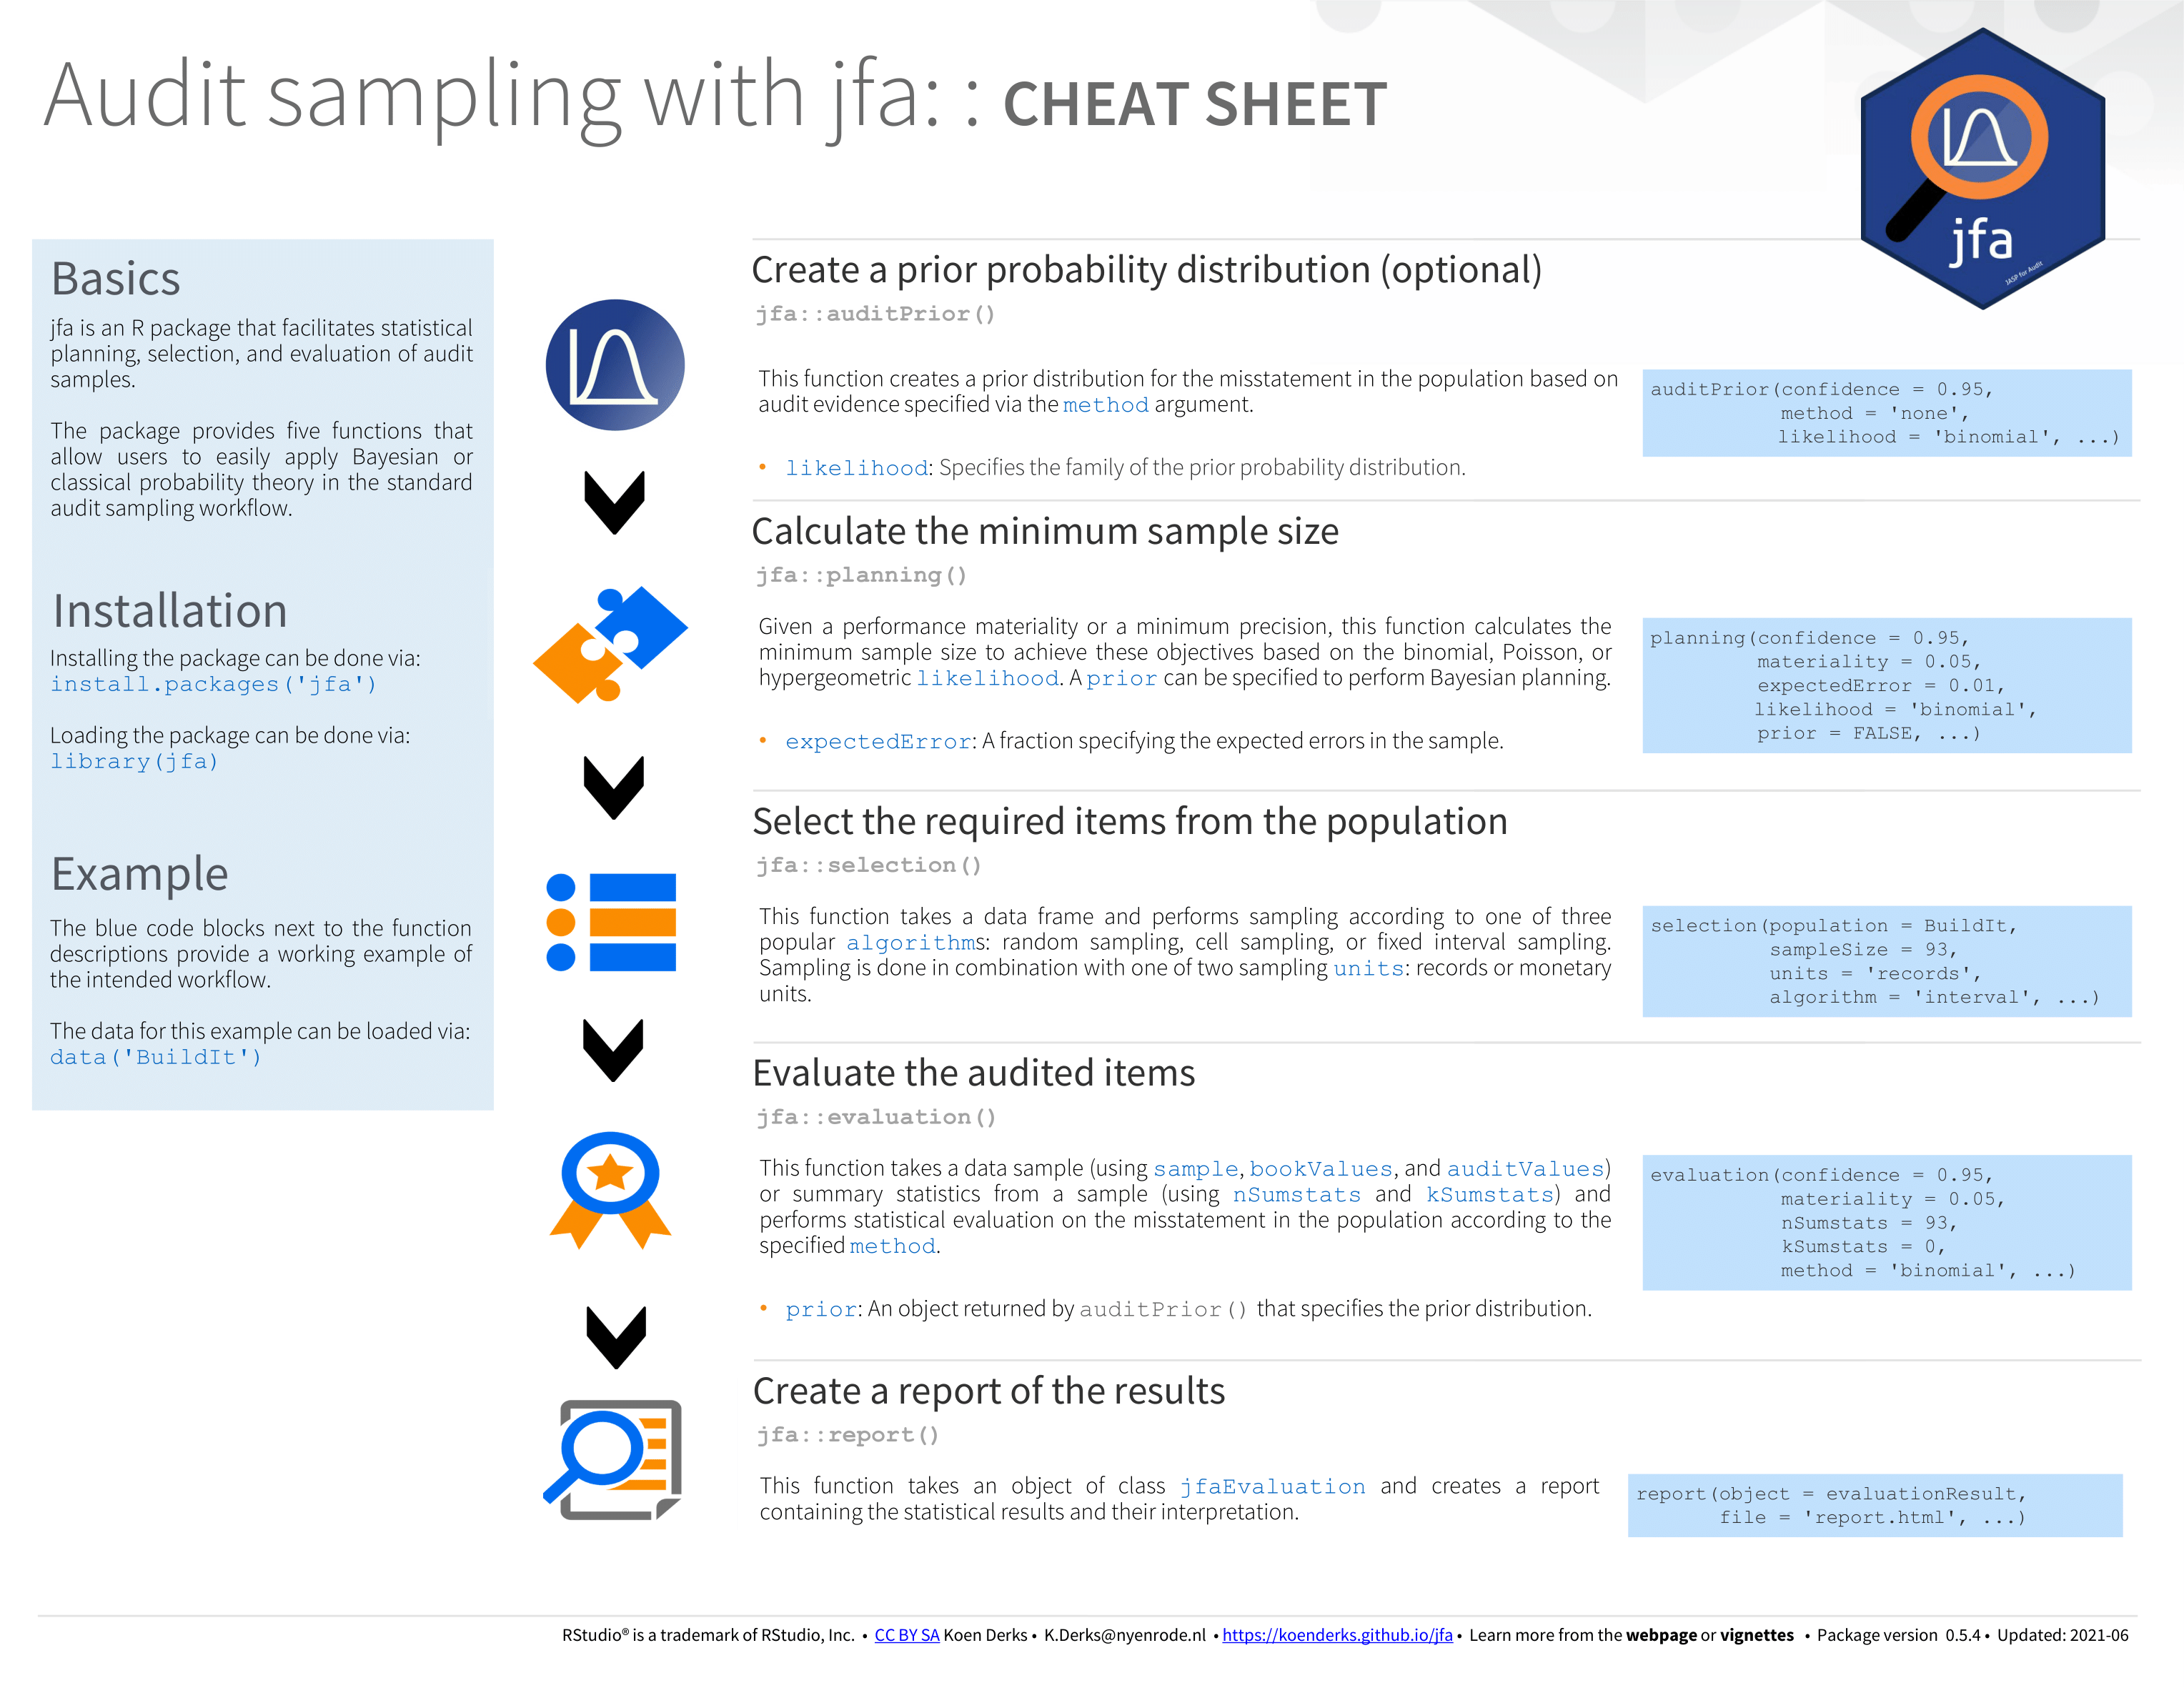 Audit sampling with jfa: : CHEAT SHEET
jfa
JASP for Audit
Basics
jfa is an R package that facilitates statistical
planning, selection, and evaluation of audit
samples.
The package provides five functions that
allow users to easily apply Bayesian or
classical probability theory in the standard
audit sampling workflow.
Installation
Installing the package can be done via:
install.packages('jfa')
Loading the package can be done via:
library(jfa)
Example
The blue code blocks next to the function
descriptions provide a working example of
the intended workflow.
The data for this example can be loaded via:
data('BuildIt')
Create a prior probability distribution (optional)
jfa::auditPrior()
This function creates a prior distribution for the misstatement in the population based on
audit evidence specified via the method argument.
• likelihood: Specifies the family of the prior probability distribution.
auditPrior(confidence = 0.95,
method = 'none',
likelihood = 'binomial', ...)
Calculate the minimum sample size
jfa::planning()
Given a performance materiality or a minimum precision, this function calculates the
minimum sample size to achieve these objectives based on the binomial, Poisson, or
hypergeometric likelihood. A prior can be specified to perform Bayesian planning.
• expectedError: A fraction specifying the expected errors in the sample.
planning(confidence = 0.95,
materiality = 0.05,
expectedError = 0.01,
likelihood = 'binomial',
prior = FALSE, ...)
Select the required items from the population
jfa::selection()
This function takes a data frame and performs sampling according to one of three
popular algorithms: random sampling, cell sampling, or fixed interval sampling.
Sampling is done in combination with one of two sampling units: records or monetary
units.
selection(population = BuildIt,
sampleSize = 93,
units = 'records',
algorithm = 'interval', ...)
Evaluate the audited items
jfa::evaluation()
This function takes a data sample (using sample, bookValues, and auditValues)
or summary statistics from a sample (using nSumstats and kSumstats) and
performs statistical evaluation on the misstatement in the population according to the
specified method.
• prior: An object returned by auditPrior() that specifies the prior distribution.
evaluation(confidence = 0.95,
materiality = 0.05,
nSumstats = 93,
kSumstats = 0,
method = 'binomial', ...)
Create a report of the results
jfa::report()
This function takes an object of class jfaEvaluation and creates a report
containing the statistical results and their interpretation.
report(object = evaluationResult,
file = 'report.html', ...)
RStudio® is a trademark of RStudio, Inc. • CC BY SA Koen Derks • K.Derks@nyenrode.nl • https://koenderks.github.io/jfa • Learn more from the webpage or vignettes • Package version 0.5.4 • Updated: 2021-06